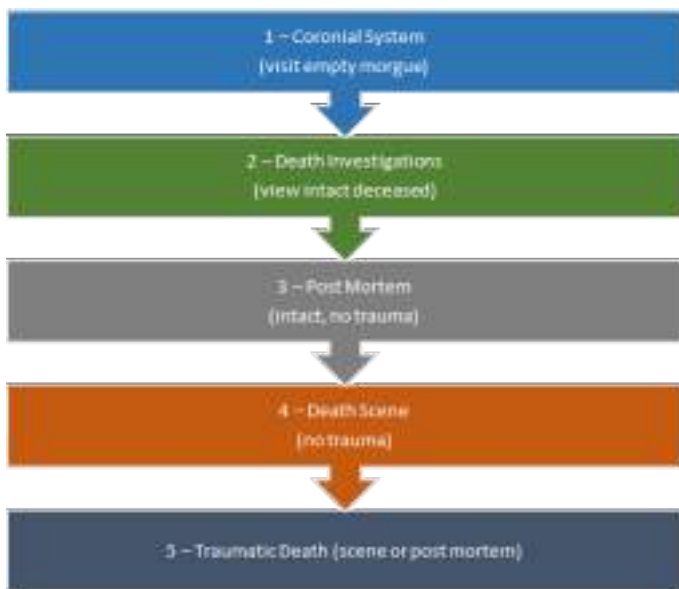 1 – Coronial System
(visit empty morgue)
2 – Death Investigations
(view intact deceased)
3 – Post Mortem
(intact, no trauma)
4 – Death Scene
(no trauma)
5 – Traumatic Death (scene or post mortem)